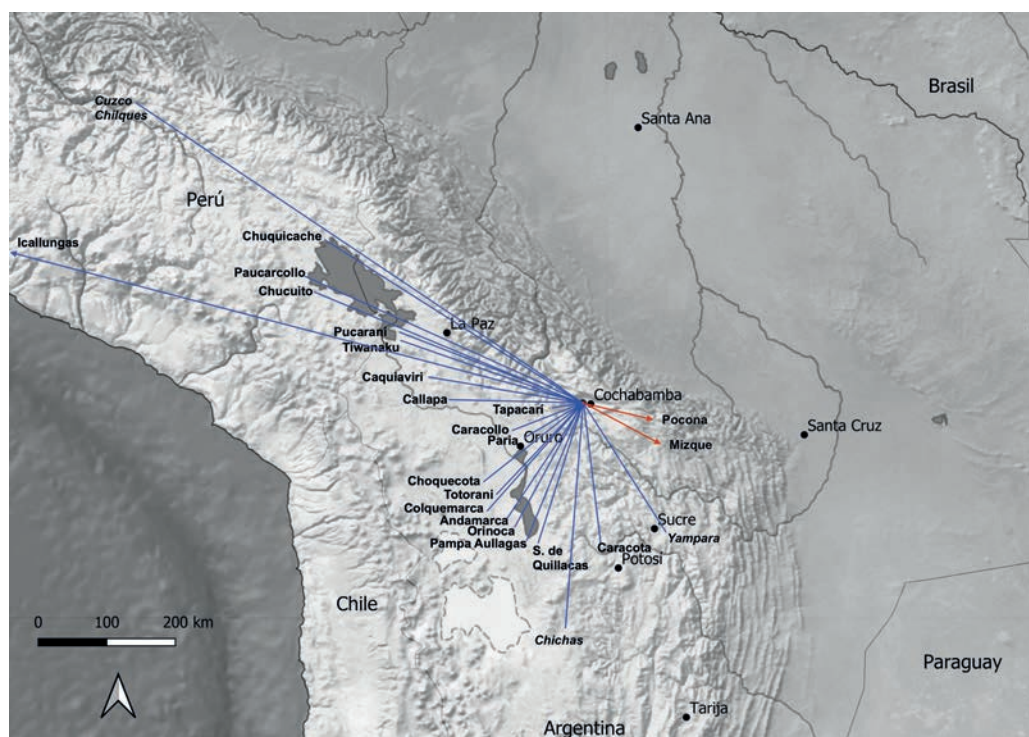 Brasil
Cuzco
Chilques
Santa Ana
Perú
Icallungas
Chuquicache
Paucarcollo
Chucuito
La Paz
Pucarani
Tiwanaku
Caquiaviri
Callapa
Tapacarí
Cochabamba
Pocona
Santa Cruz
Caracollo
Paria
Oruro
Mizque
Choquecota
Totorani
Colquemarca
Andamarca
Orinoca
Pampa Aullagas
S. de
Quillacas
Sucre
Yampara
Caracota
Potosí
Chile
0 100 200 km
Chichas
Paraguay
Tarija
Argentina